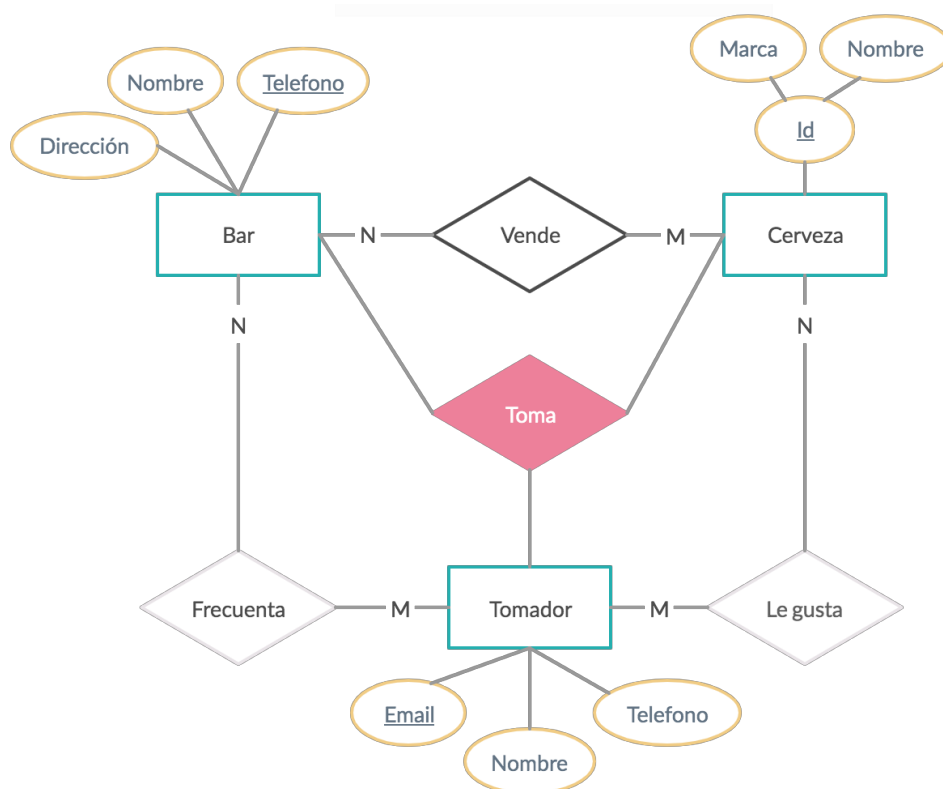 Marca
Nombre
Nombre
Telefono
Dirección
Id
Bar
N
Vende
M
Cerveza
N
N
Toma
Frecuenta
M
Tomador
M
Le gusta
Email
Telefono
Nombre